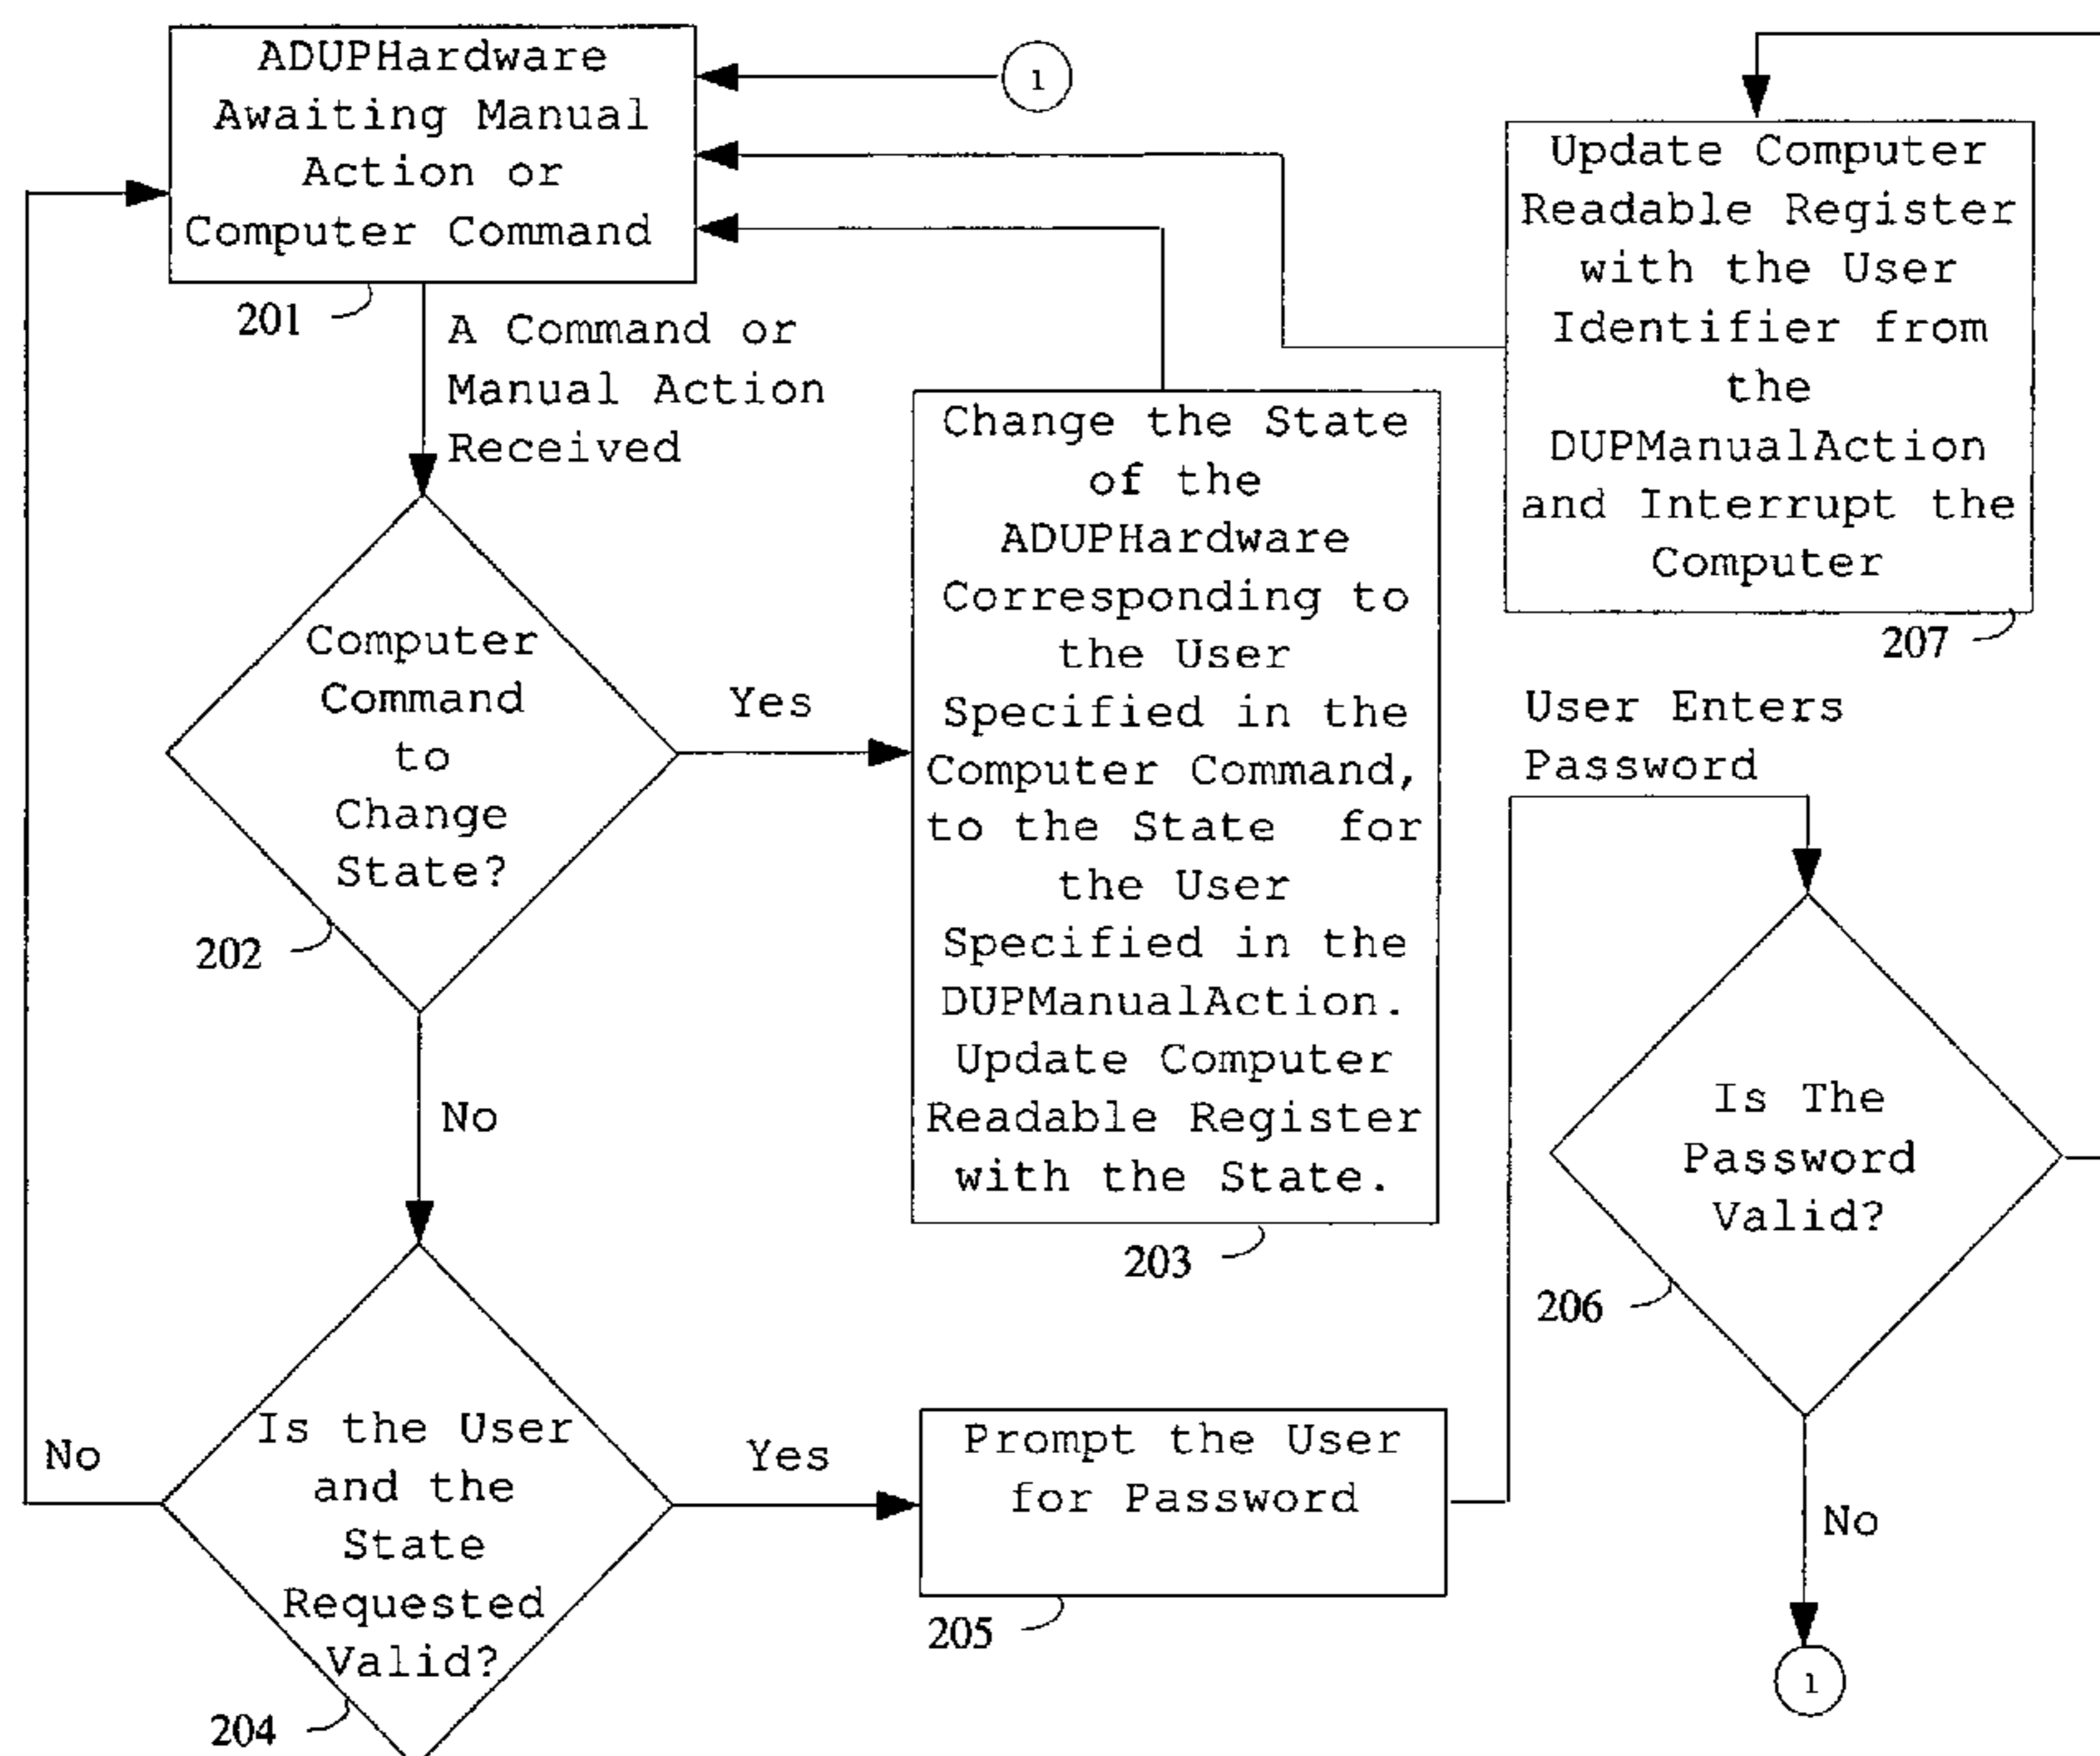 ADUPHardware
Awaiting Manual
Action or
Computer Command
201
1
A Command or
Manual Action
Received
Computer
Command
to
Change
State?
202
Yes
No
Change the State
of the
ADUPHardware
Corresponding to
the User
Specified in the
Computer Command,
to the State for
the User
Specified in the
DUPManualAction.
Update Computer
Readable Register
with the State.
203
Is the User
and the
State
Requested
Valid?
204
No
Yes
Prompt the User
for Password
205
User Enters
Password
Is The
Password
Valid?
206
No
1
Update Computer
Readable Register
with the User
Identifier from
the
DUPManualAction
and Interrupt the
Computer
207